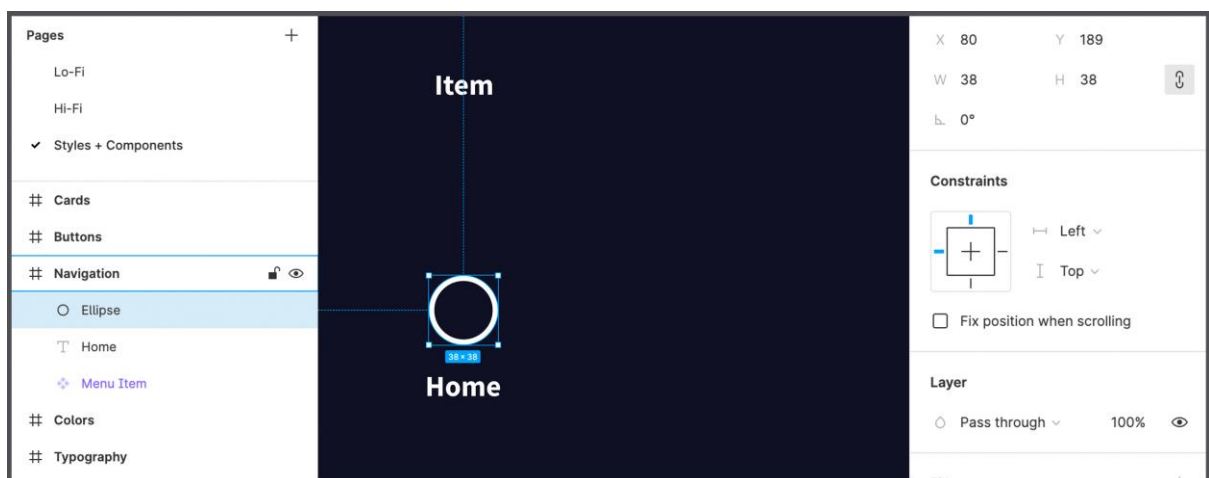 Pages
Lo-Fi
Hi-Fi
Styles + Components
Cards
Buttons
Navigation
Ellipse
T Home
Menu Item
Colors
Typography
Item
38 × 38
Home
X 80 Y 189
W 38 H 38
0°
Constraints
Left
Top
Fix position when scrolling
Layer
Pass through 100%